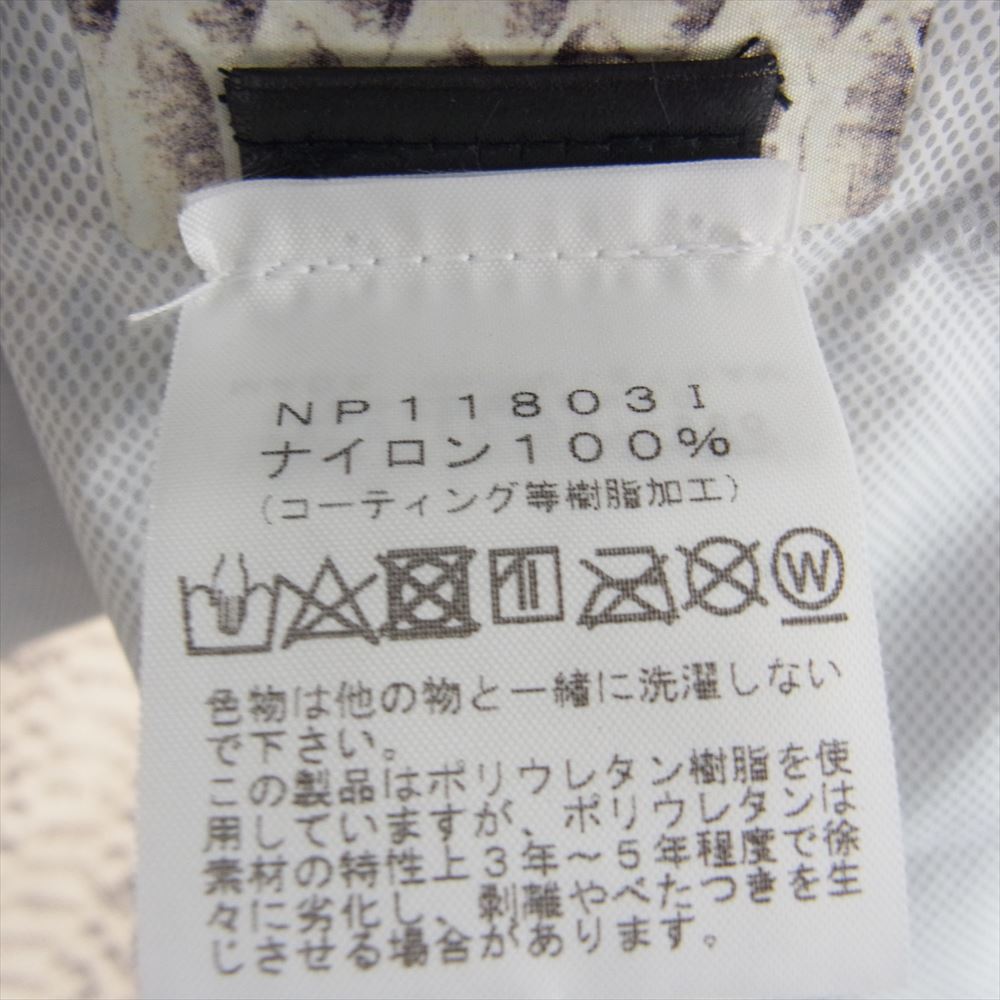 NP11803I
ナイロン100%
(コーティング等樹脂加工)
W
色物は他の物と一緒に洗濯しない
で下さい。
この製品はポリウレタン樹脂を使
用していますが、ポリウレタンは
素材の特性上3年〜5年程度で徐
々に劣化し、剥離やべたつきを生
じさせる場合があります。